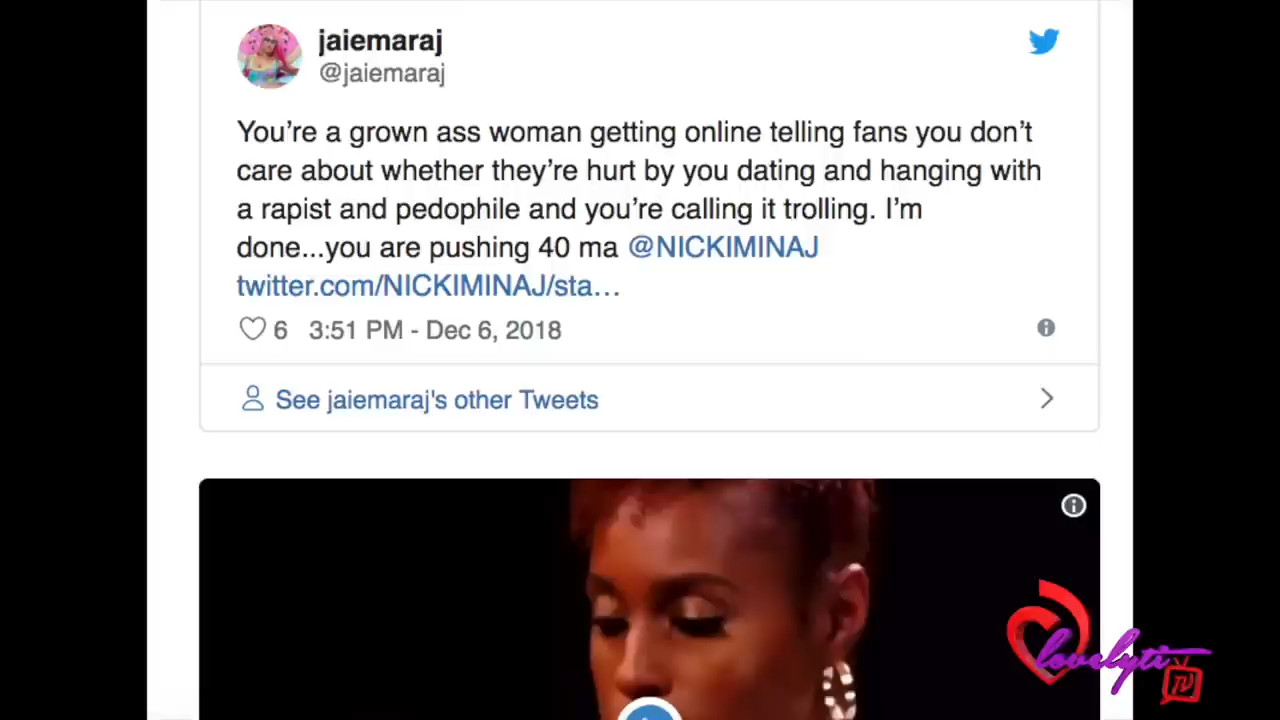 jaiemaraj
@jaiemaraj
You're a grown ass woman getting online telling fans you don't
care about whether they're hurt by you dating and hanging with
a rapist and pedophile and you're calling it trolling. I'm
done...you are pushing 40 ma @NICKIMINAJ
twitter.com/NICKIMINAJ/sta…
6 3:51 PM - Dec 6, 2018
See jaiemaraj's other Tweets
lovelyti
TV